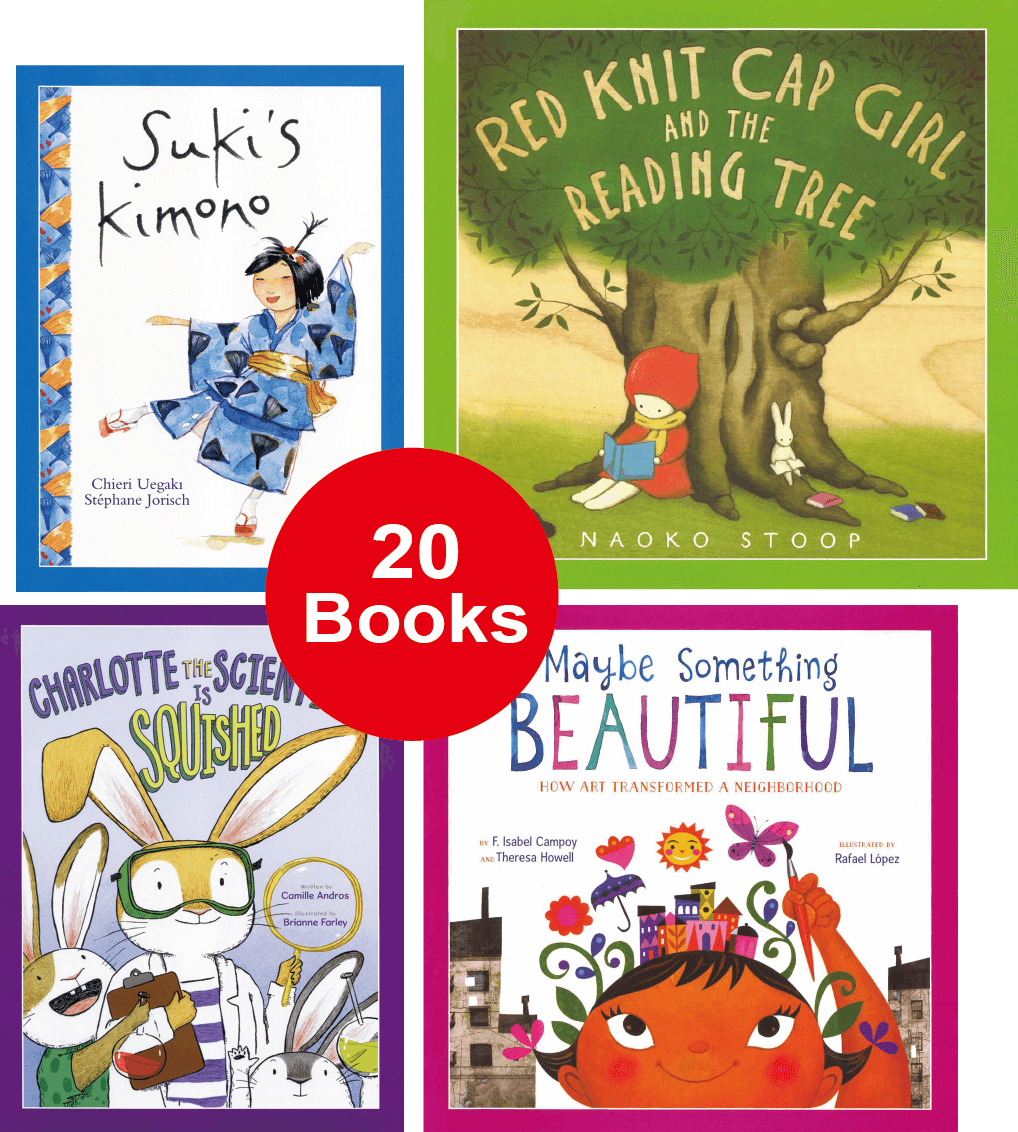 Suki's
kimono
Chieri Uegaki
Stéphane Jorisch
RED KNIT CAP GIRL
AND THE
READING TREE
NAOKO STOOP
20
Books
CHARLOTTE THE
IS
SQUISHED
Written by
Camille Andros
Illustrated by
Brianne Farley
Maybe Something
BEAUTIFUL
HOW ART TRANSFORMED A NEIGHBORHOOD
BY F. Isabel Campoy
AND Theresa Howell
ILLUSTRATED BY
Rafael López